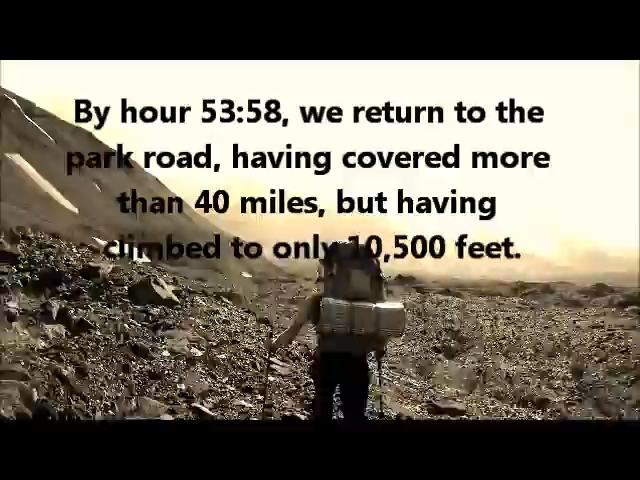 By hour 53:58, we return to the
park road, having covered more
than 40 miles, but having
climbed to only 10,500 feet.